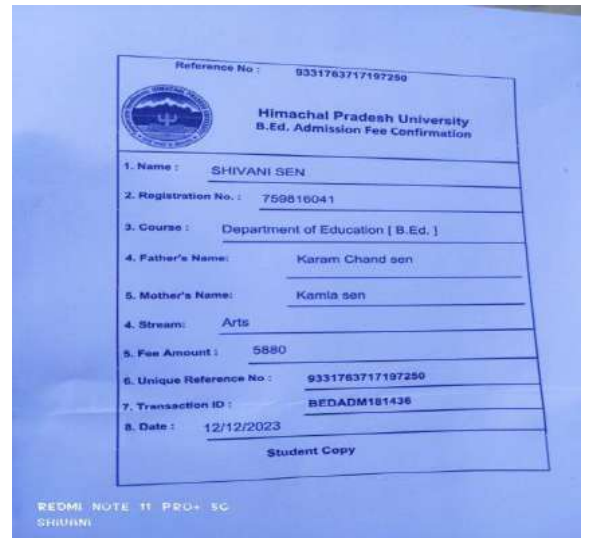 Reference No : 9331763717197250
Himachal Pradesh University
B.Ed. Admission Fee Confirmation
1. Name : SHIVANI SEN
2. Registration No. : 759816041
3. Course : Department of Education [ B.Ed. ]
4. Father's Name: Karam Chand sen
5. Mother's Name: Kamla sen
4. Stream: Arts
5. Fee Amount : 5880
6. Unique Reference No : 9331763717197250
7. Transaction ID : BEDADM181436
8. Date : 12/12/2023
Student Copy
REDMI NOTE 11 PRO+ 5G
SHIVANI